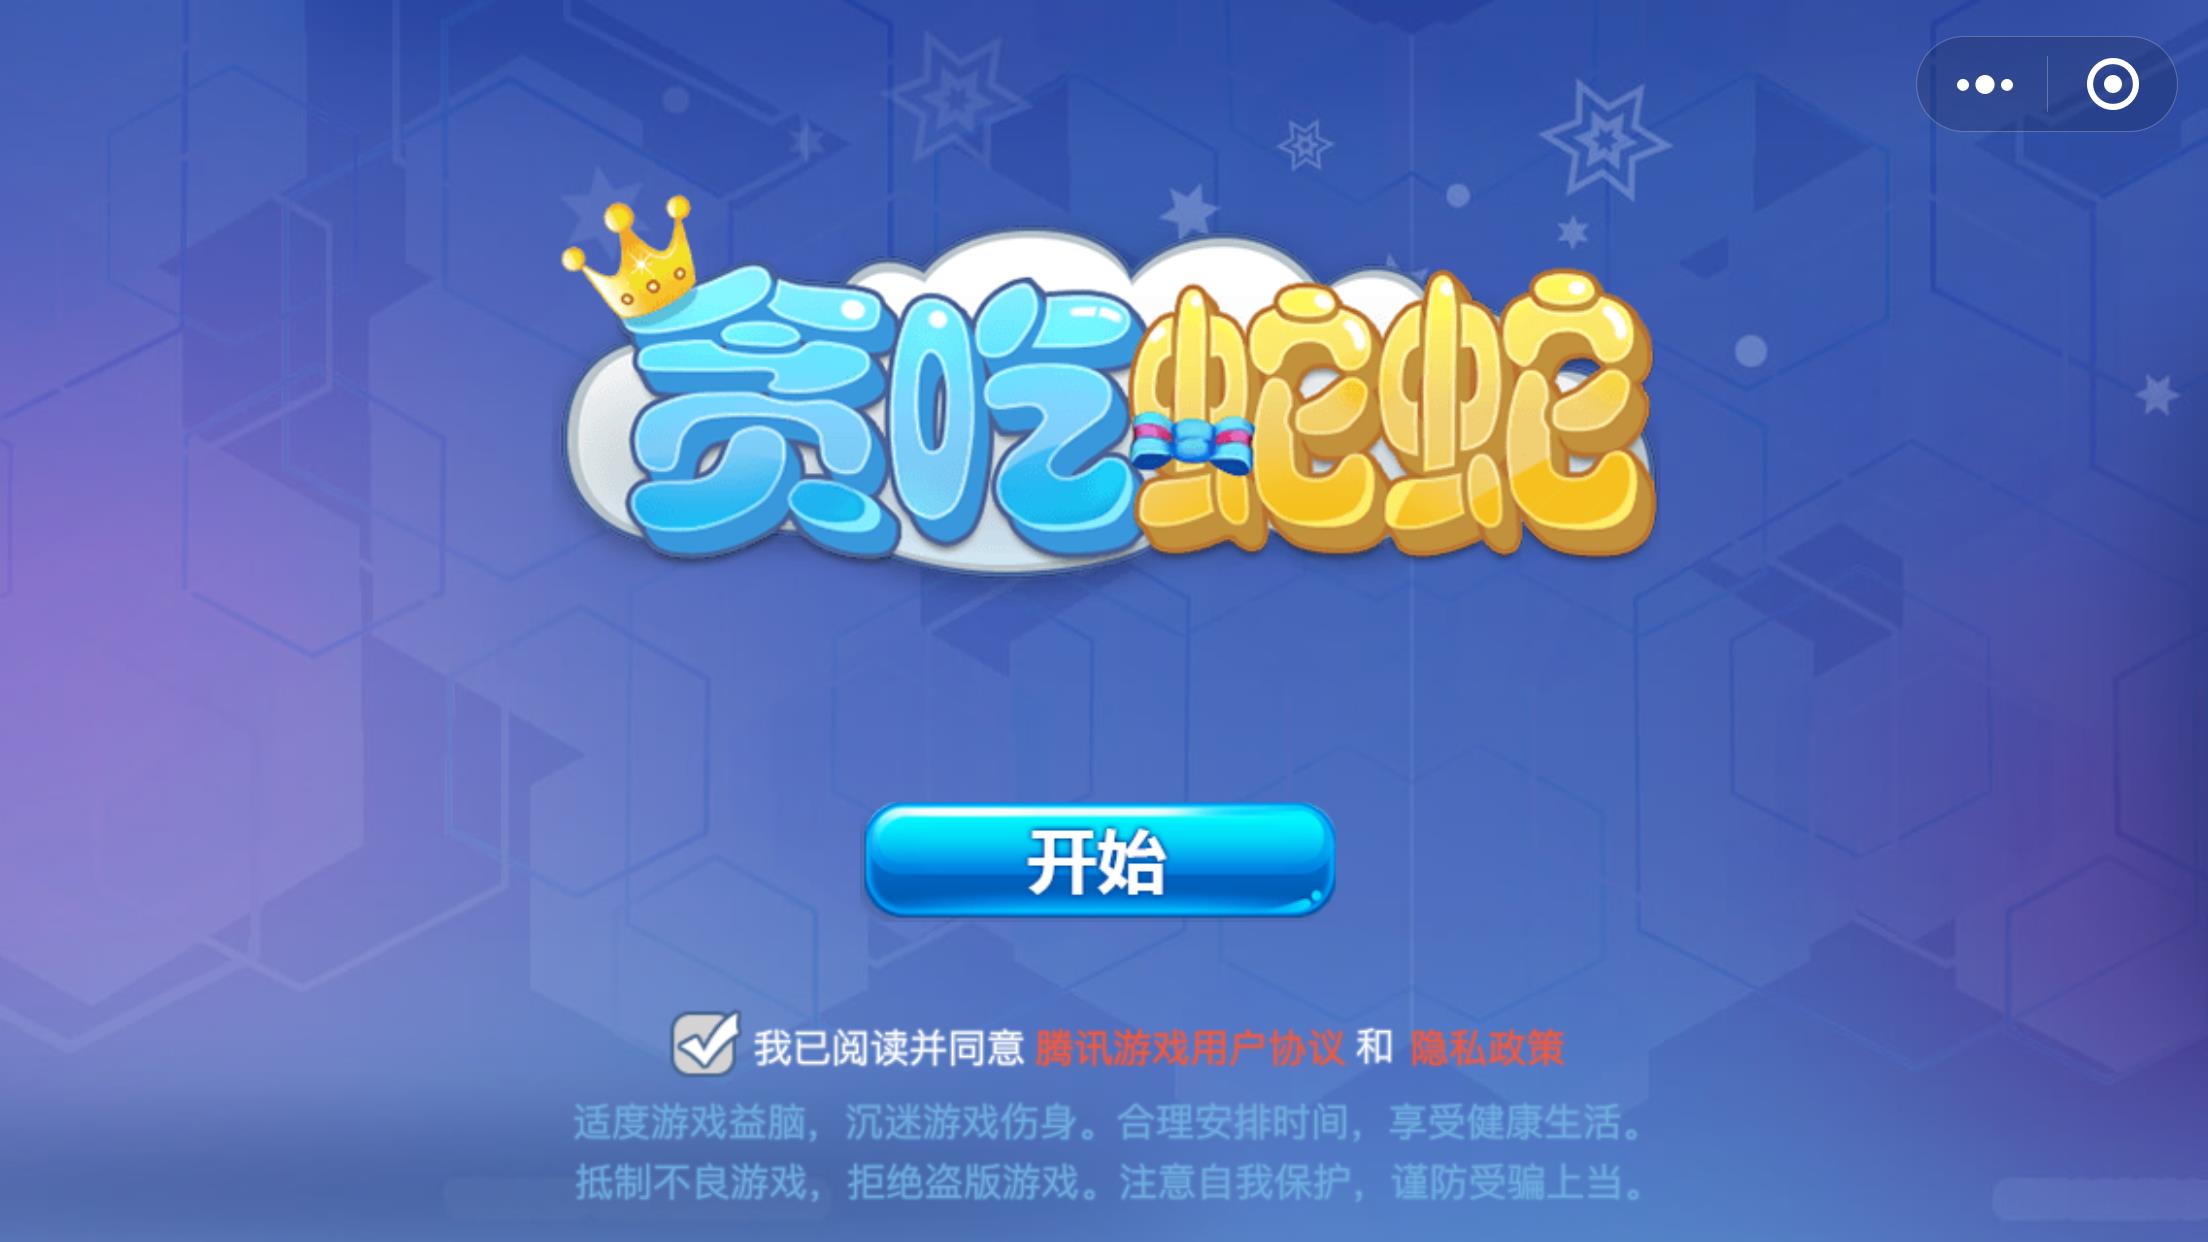 贪吃蛇蛇
开始
我已阅读并同意 腾讯游戏用户协议 和 隐私政策
适度游戏益脑，沉迷游戏伤身。合理安排时间，享受健康生活。
抵制不良游戏，拒绝盗版游戏。注意自我保护，谨防受骗上当。